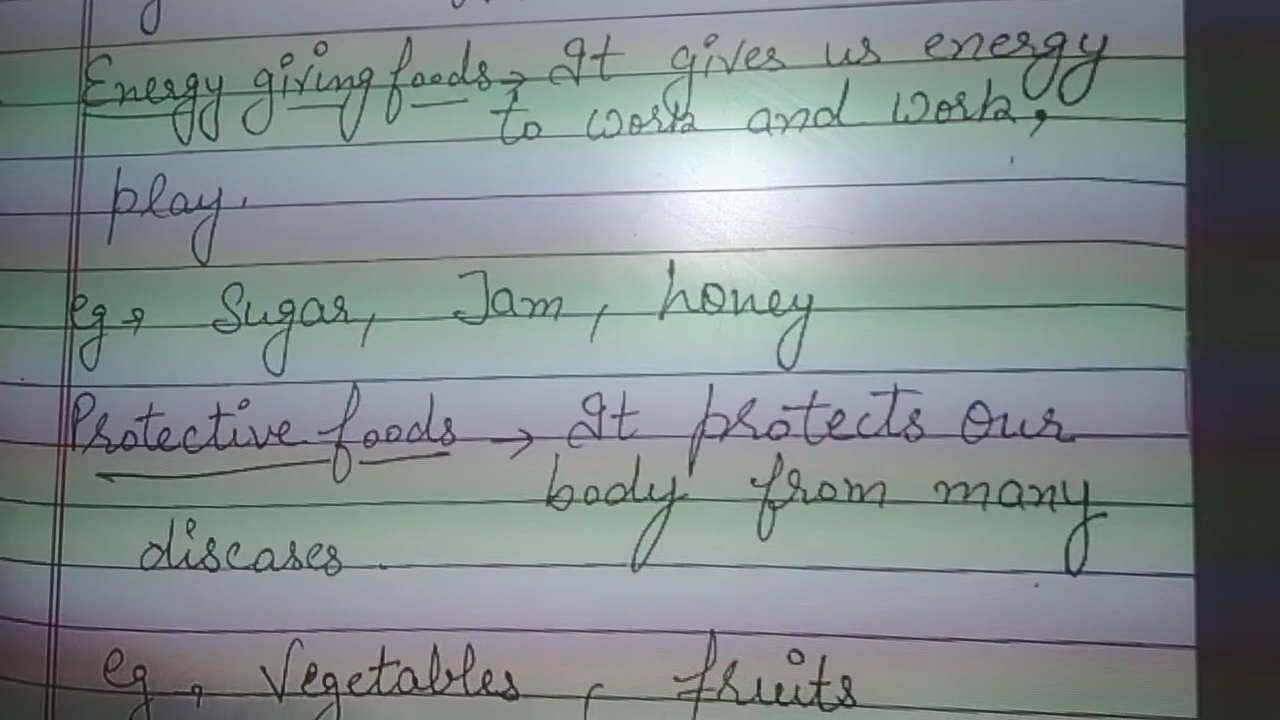 Energy giving foods → It gives us energy
to work and work,
play.
eg → Sugar, Jam, honey
Protective foods → It protects our
body from many
diseases.
eg → Vegetables, fruits